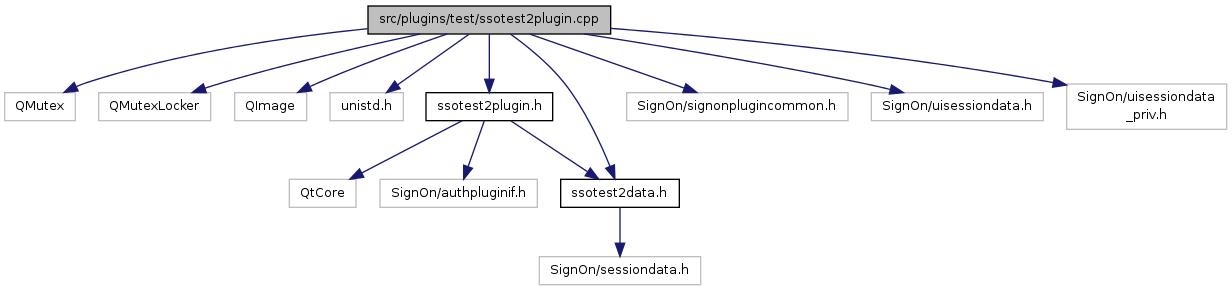 src/plugins/test/ssotest2plugin.cpp
QMutex
QMutexLocker
QImage
unistd.h
ssotest2plugin.h
SignOn/signonplugincommon.h
SignOn/uisessiondata.h
SignOn/uisessiondata
_priv.h
QtCore
SignOn/authpluginif.h
ssotest2data.h
SignOn/sessiondata.h